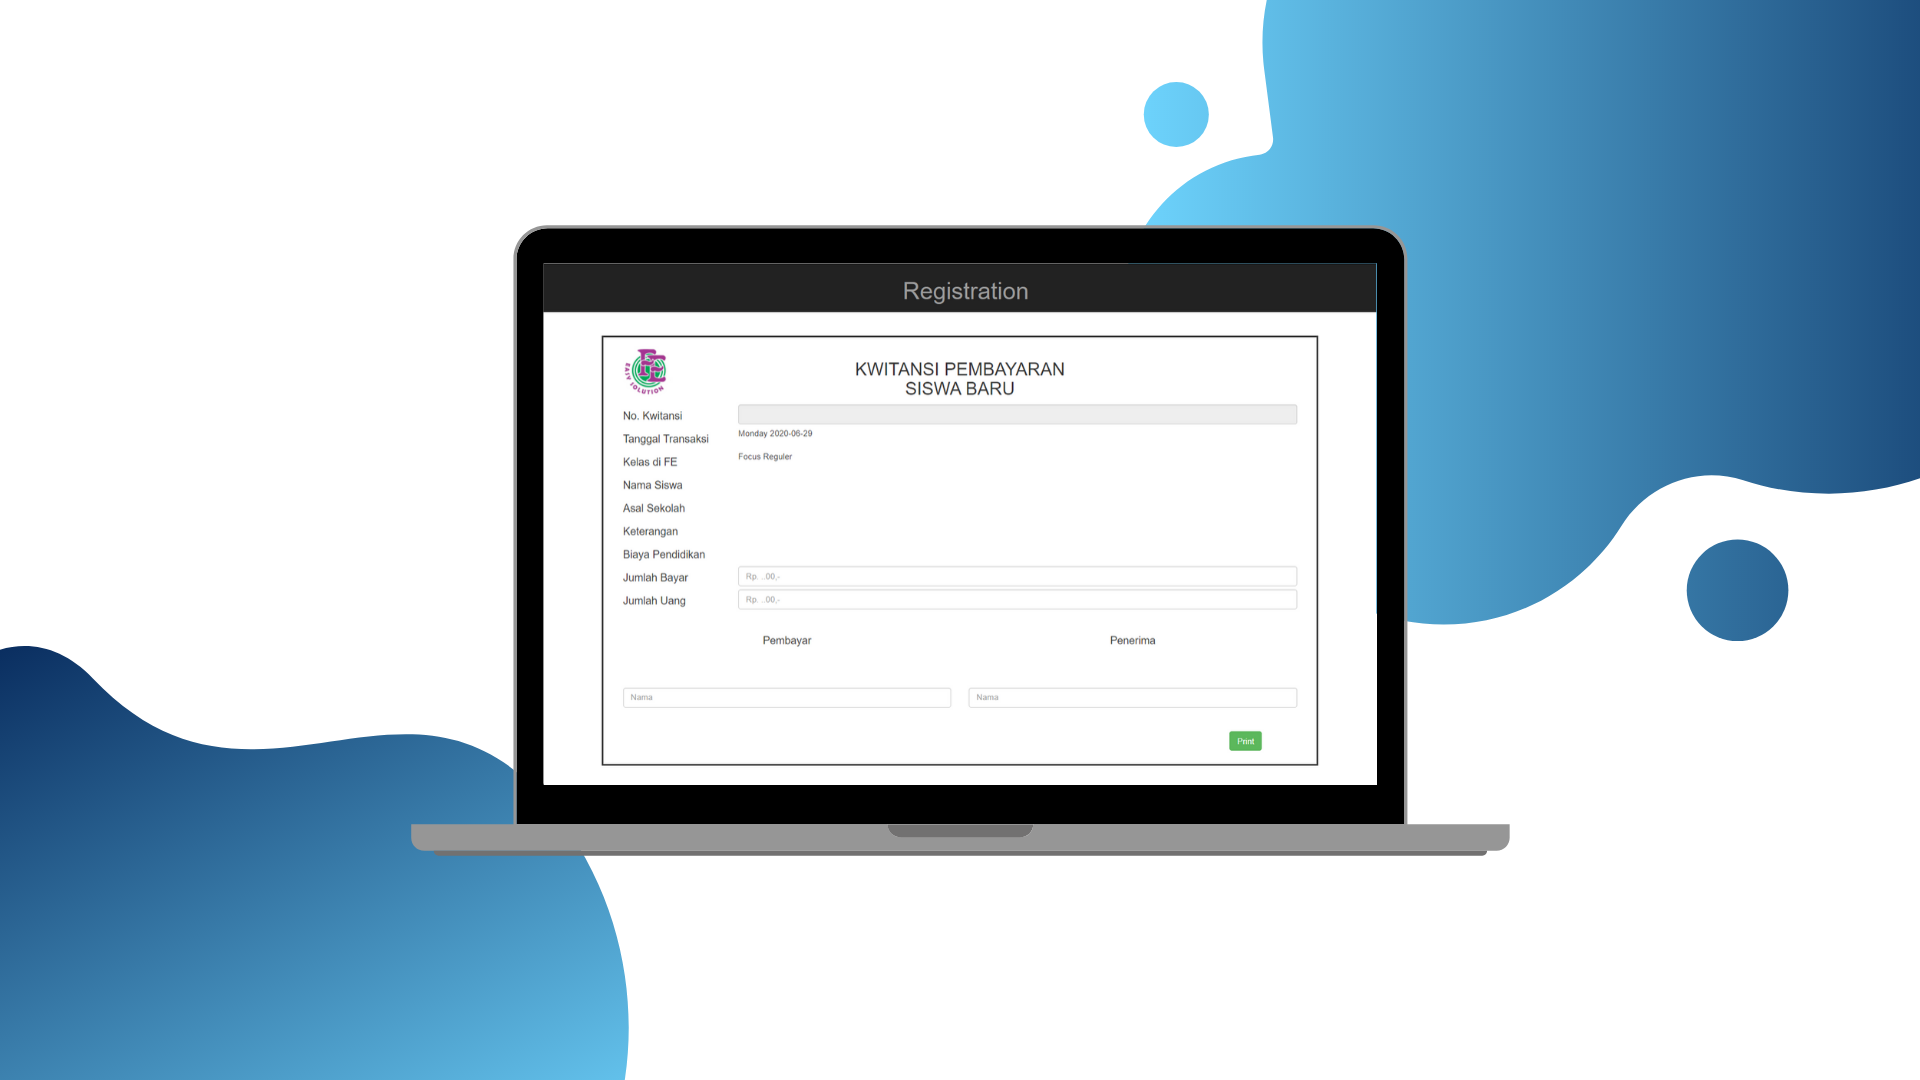 Registration
FE
EASY SOLUTION
KWITANSI PEMBAYARAN
SISWA BARU
No. Kwitansi
Tanggal Transaksi Monday 2020-06-29
Kelas di FE Focus Reguler
Nama Siswa
Asal Sekolah
Keterangan
Biaya Pendidikan
Jumlah Bayar Rp. ..00,-
Jumlah Uang Rp. ..00,-
Pembayar Penerima
Nama Nama
Print